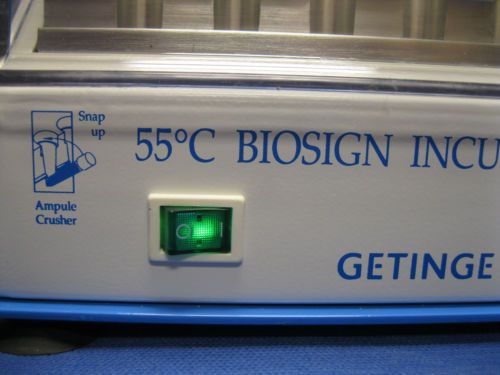 Snap
up
55°C BIOSIGN INCU
Ampule
Crusher
GETINGE